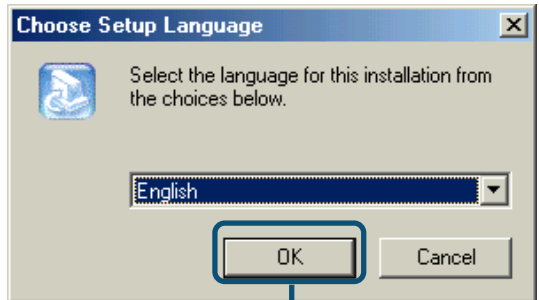 Choose Setup Language
Select the language for this installation from
the choices below.
English
OK
Cancel